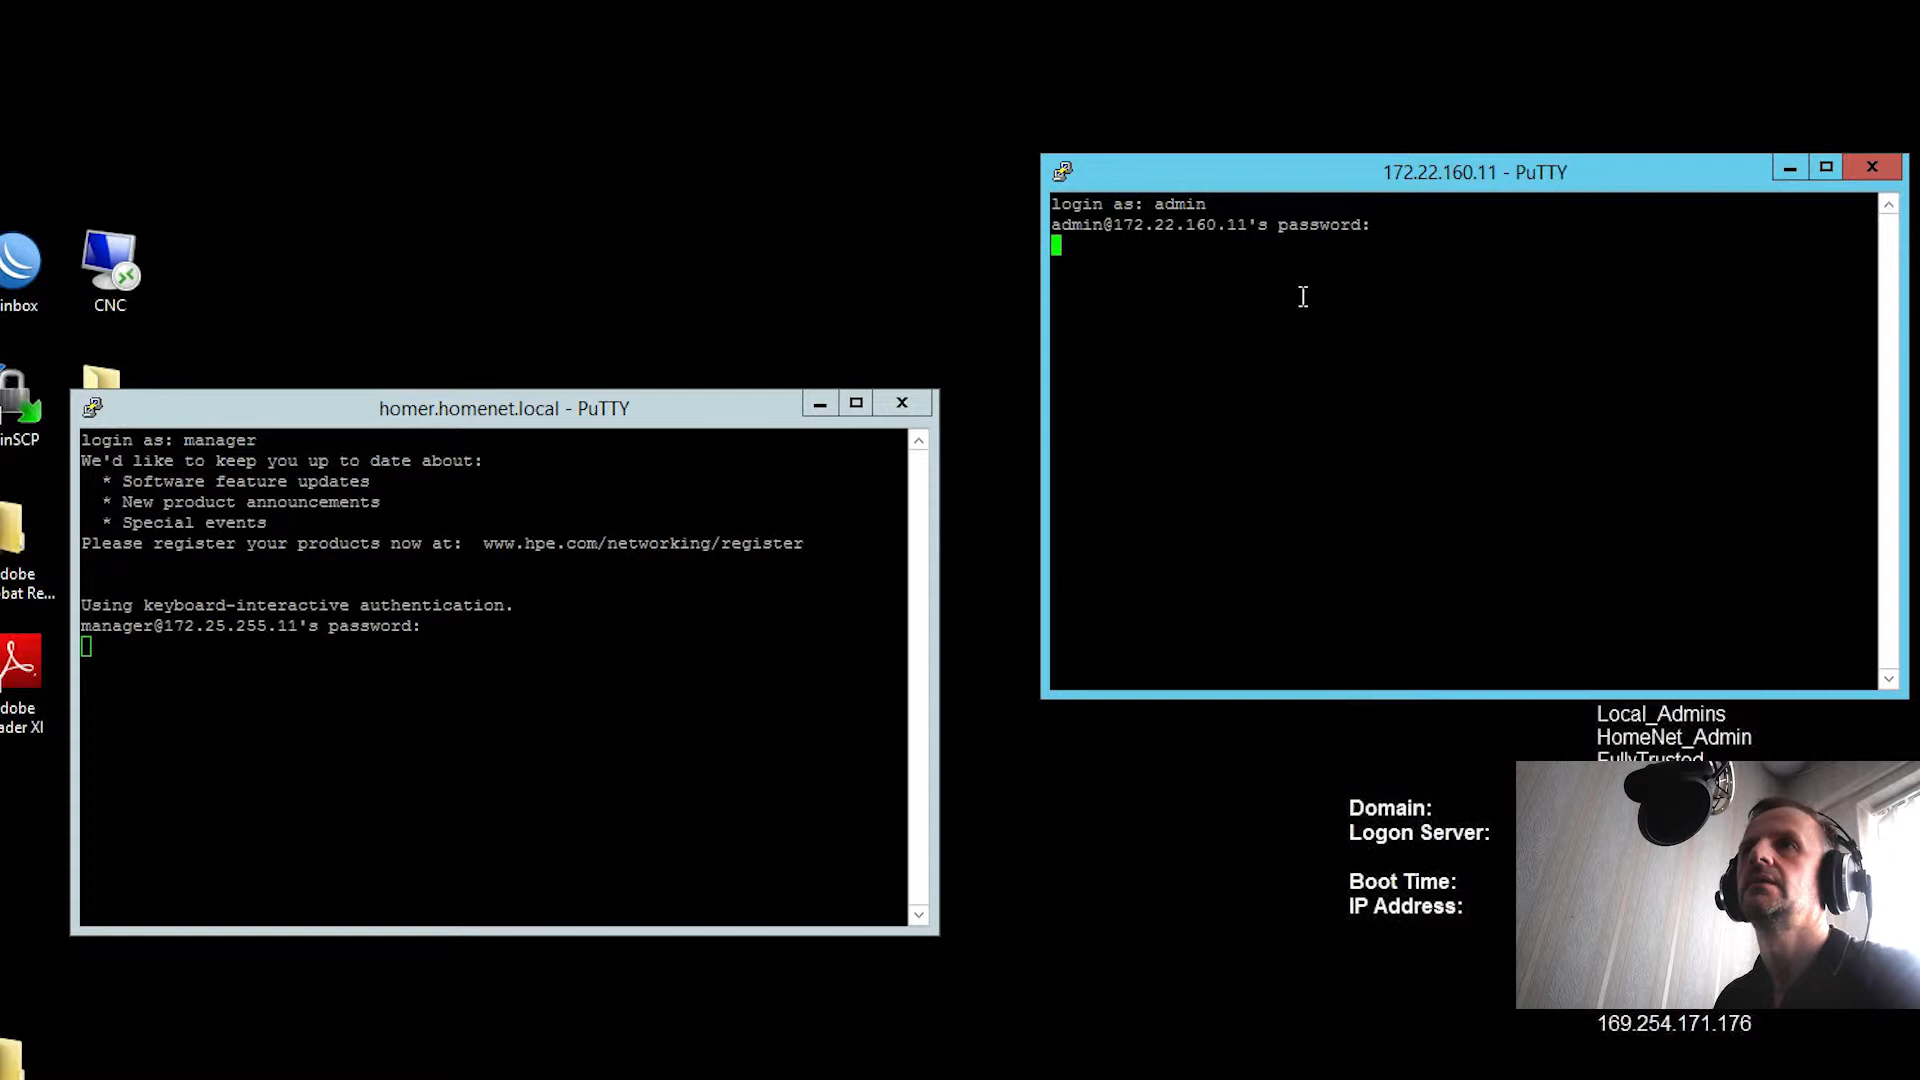 172.22.160.11 - PuTTY
login as: admin
admin@172.22.160.11's password:
inbox
CNC
homer.homenet.local - PuTTY
login as: manager
We'd like to keep you up to date about:
* Software feature updates
* New product announcements
* Special events
Please register your products now at:  www.hpe.com/networking/register
Using keyboard-interactive authentication.
manager@172.25.255.11's password:
inSCP
dobe
bat Re...
dobe
ader XI
Local_Admins
HomeNet_Admin
FullyTrusted
Domain:
Logon Server:
Boot Time:
IP Address:
169.254.171.176